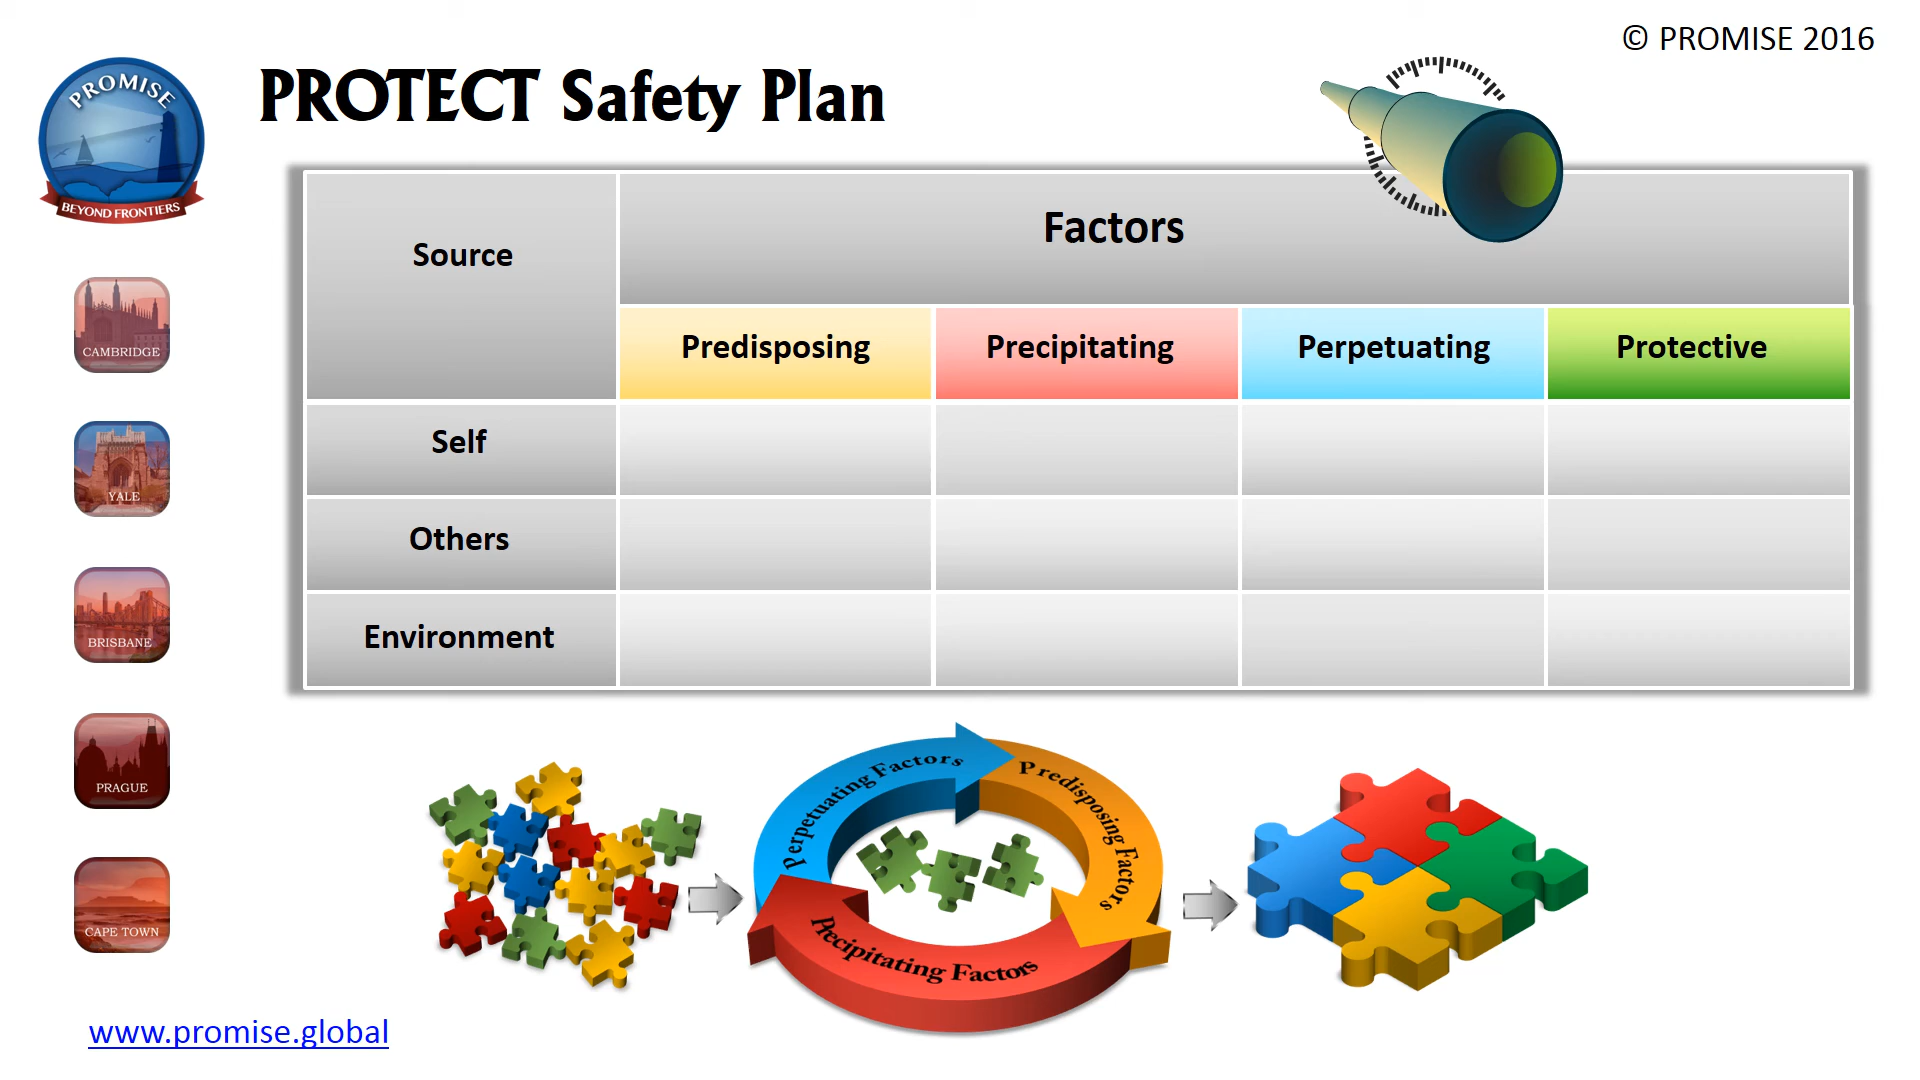 © PROMISE 2016
PROMISE
BEYOND FRONTIERS
PROTECT Safety Plan
Source
Factors
Predisposing
Precipitating
Perpetuating
Protective
Self
Others
Environment
CAMBRIDGE
YALE
BRISBANE
PRAGUE
CAPE TOWN
Perpetuating Factors
Predisposing Factors
Precipitating Factors
www.promise.global